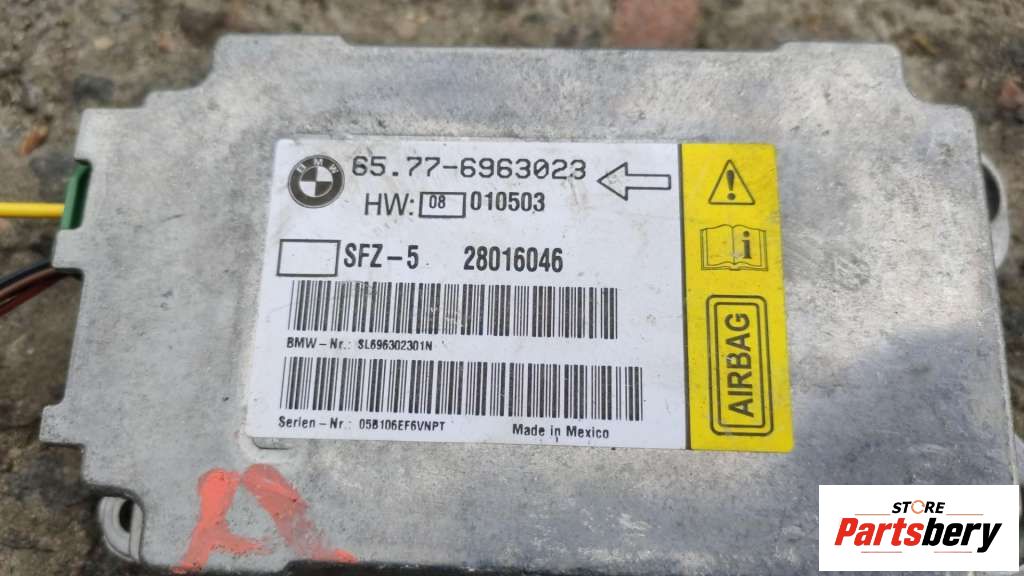 BMW
65.77-6963023
HW: 08 010503
SFZ-5 28016046
BMW-Nr.: SL696302301N
Serien-Nr.: 05B106EF6VNPT
Made in Mexico
AIRBAG
STORE
Partsbery